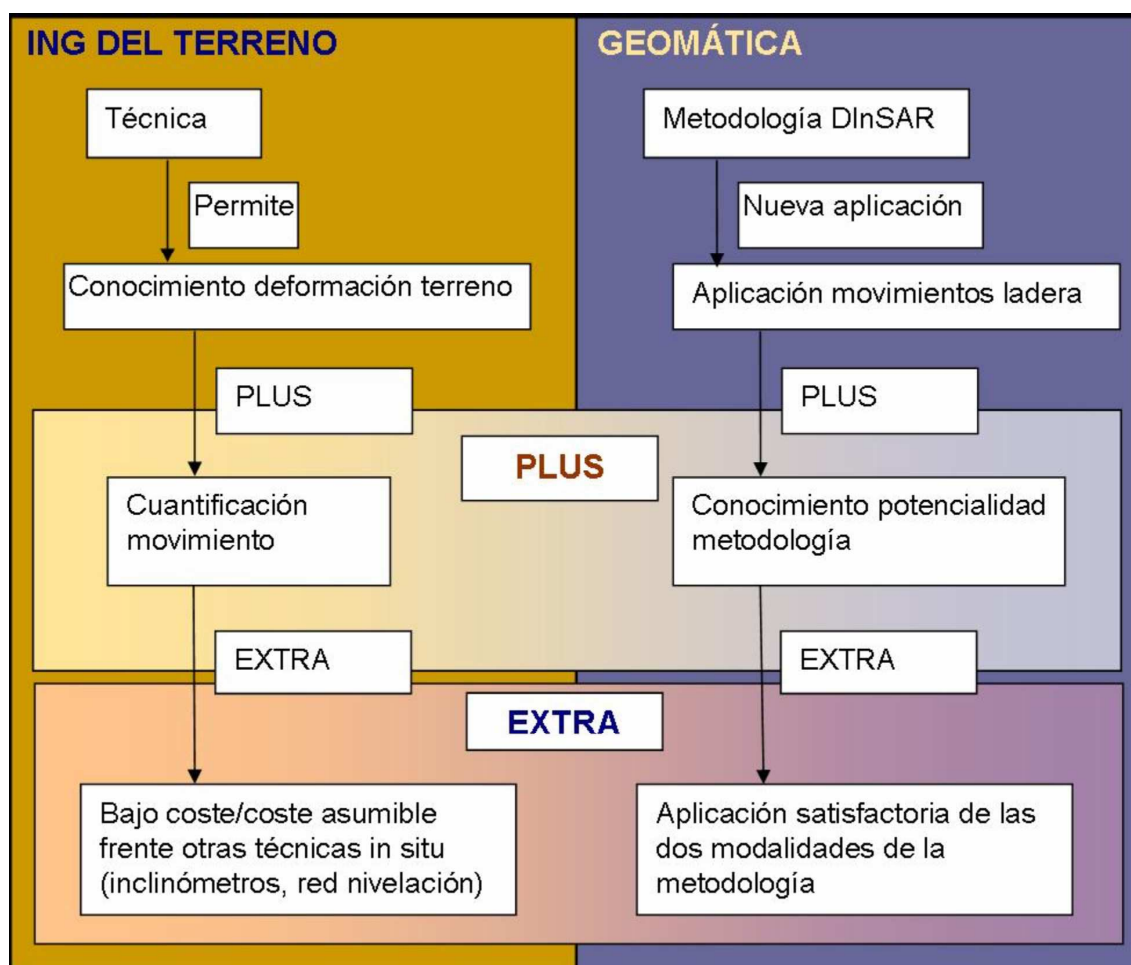 ING DEL TERRENO
Técnica
Permite
Conocimiento deformación terreno
PLUS
Cuantificación
movimiento
EXTRA
Bajo coste/coste asumible
frente otras técnicas in situ
(inclinómetros, red nivelación)
GEOMÁTICA
Metodología DInSAR
Nueva aplicación
Aplicación movimientos ladera
PLUS
Conocimiento potencialidad
metodología
EXTRA
Aplicación satisfactoria de las
dos modalidades de la
metodología
PLUS
EXTRA